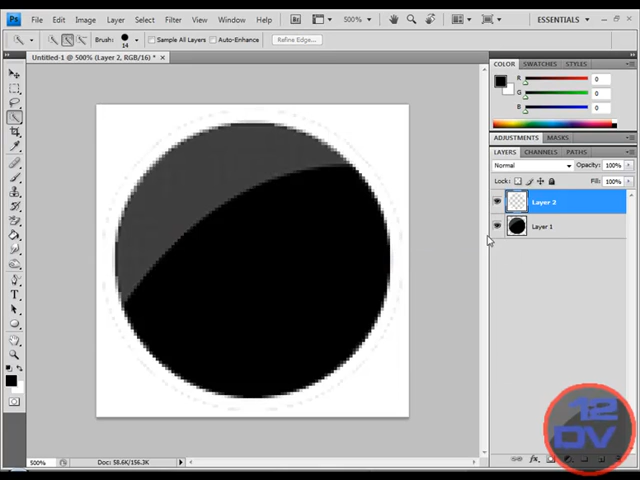 Ps File Edit Image Layer Select Filter View Window Help Br 500% ESSENTIALS
Brush: 14 Sample All Layers Auto-Enhance Refine Edge...
Untitled-1 @ 500% (Layer 2, RGB/16) *
COLOR SWATCHES STYLES
R 0
G 0
B 0
ADJUSTMENTS MASKS
LAYERS CHANNELS PATHS
Normal Opacity: 100%
Lock: Fill: 100%
Layer 2
Layer 1
T
12
DV
500% Doc: 58.6K/156.3K
fx